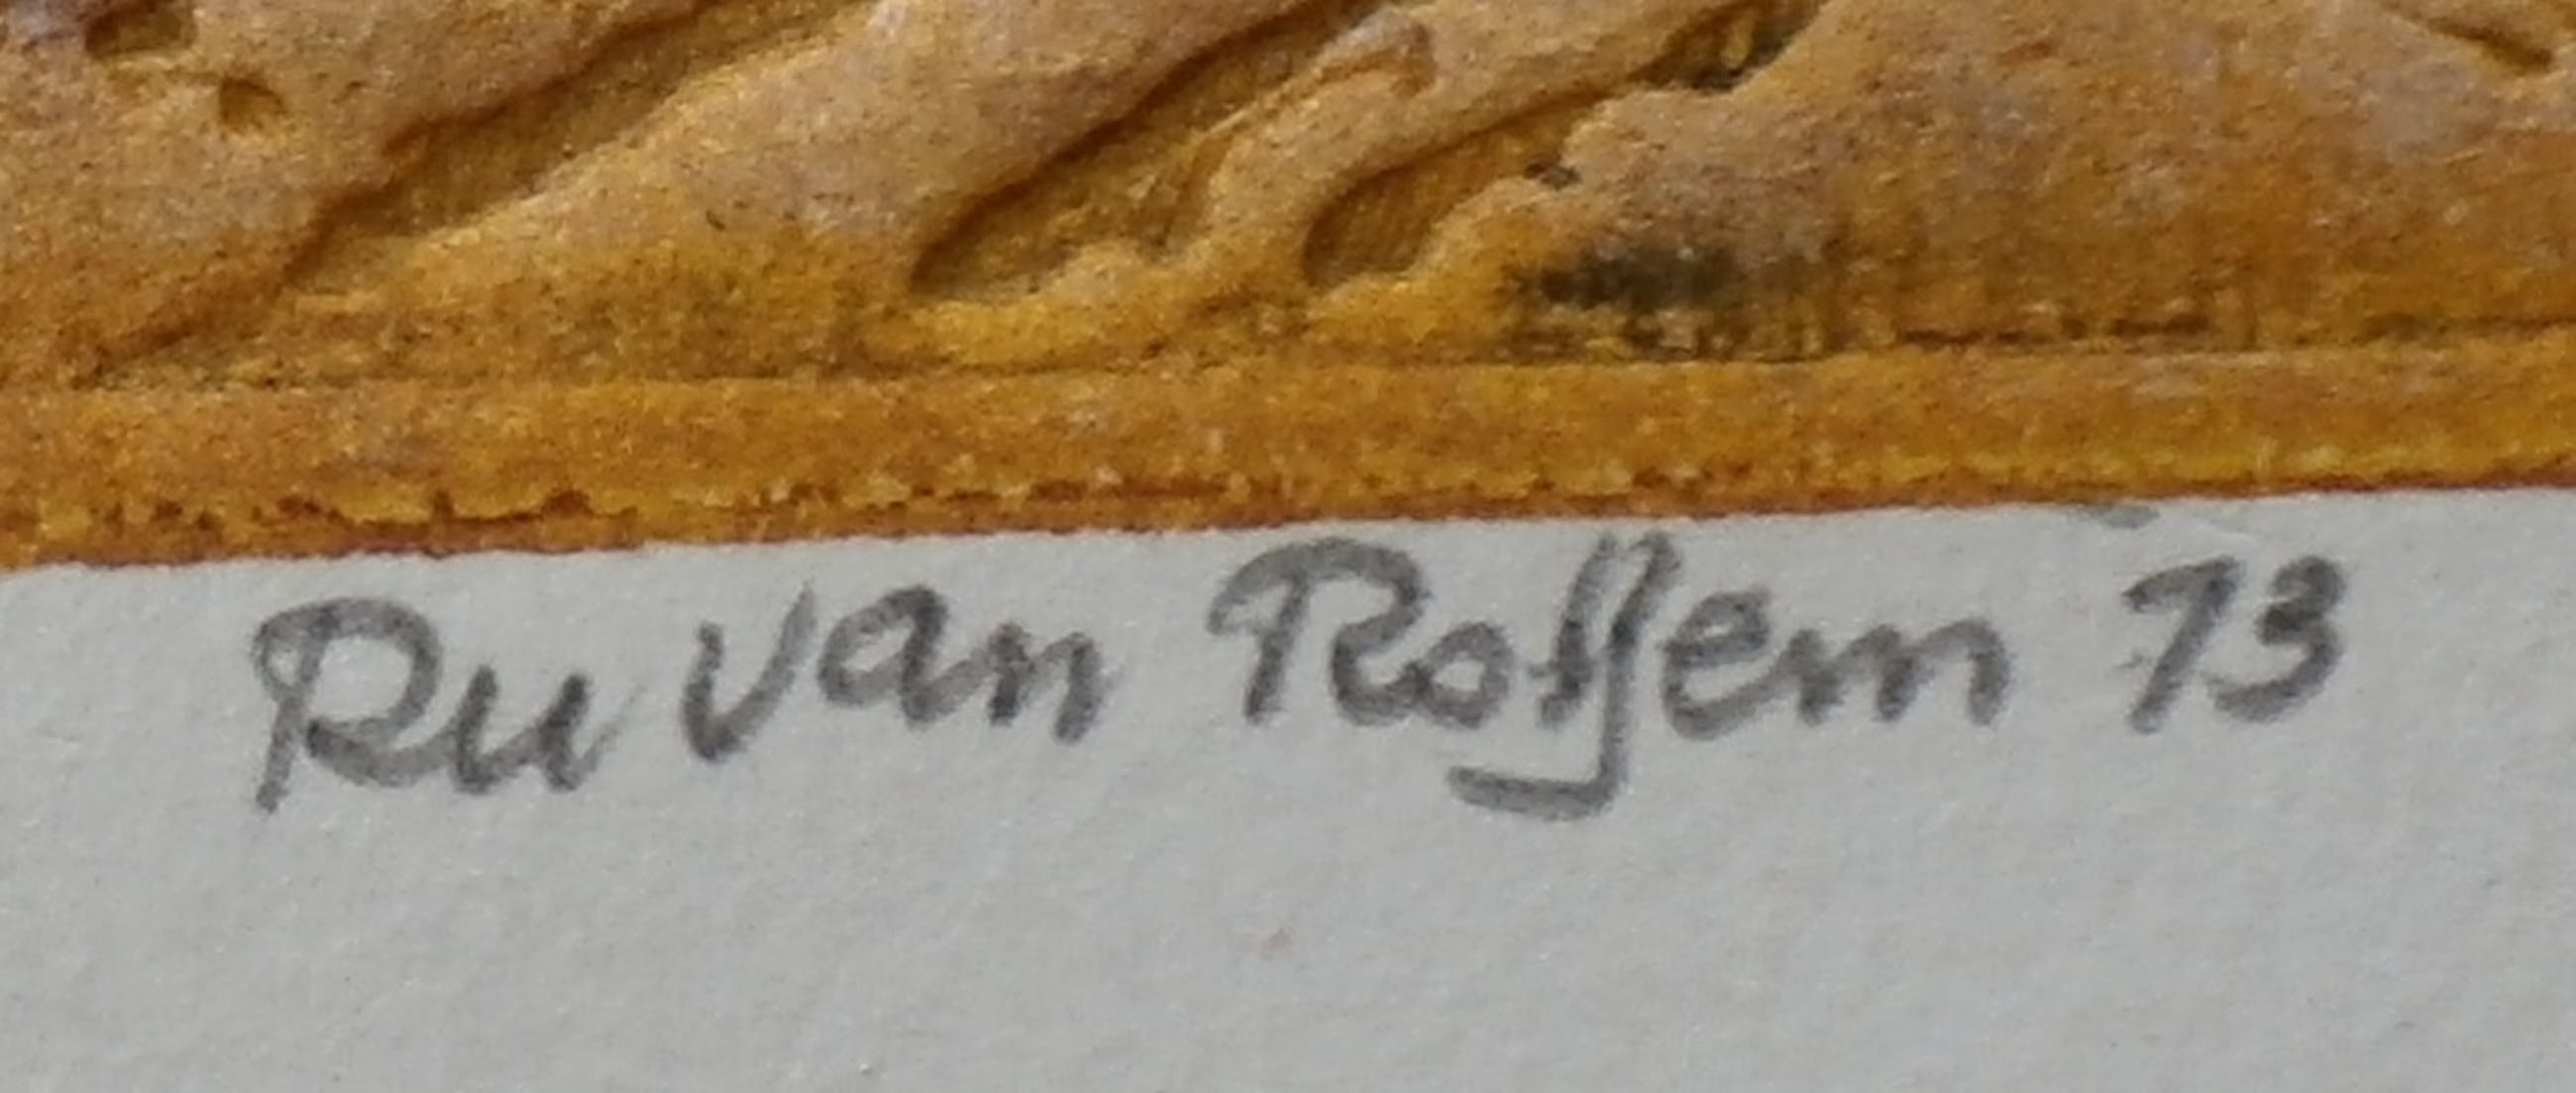 Ru van Rossem 73